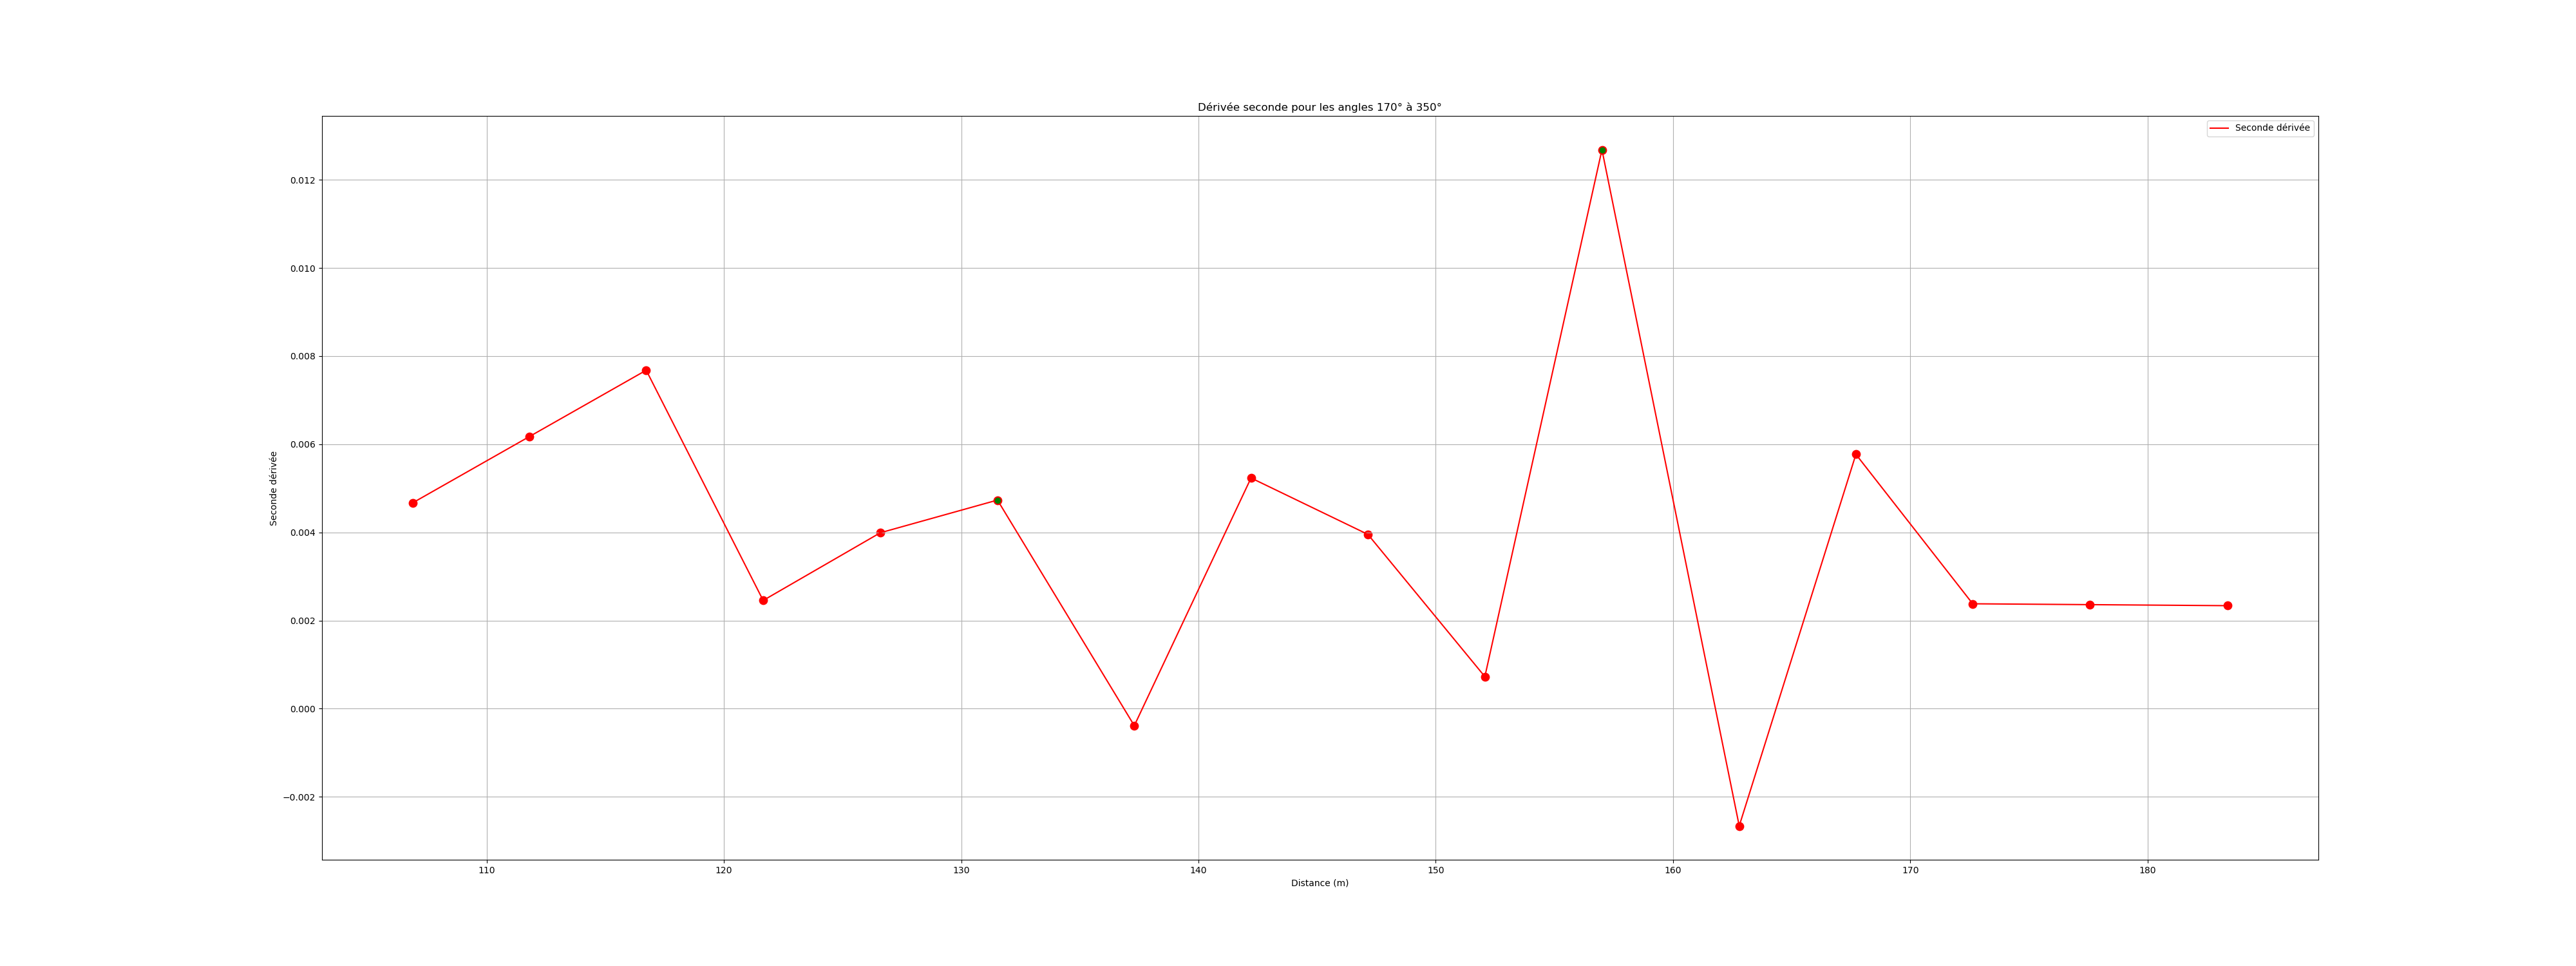 Dérivée seconde pour les angles 170° à 350°
Seconde dérivée
0.012
0.010
0.008
0.006
0.004
0.002
0.000
−0.002
Seconde dérivée
110 120 130 140 150 160 170 180
Distance (m)